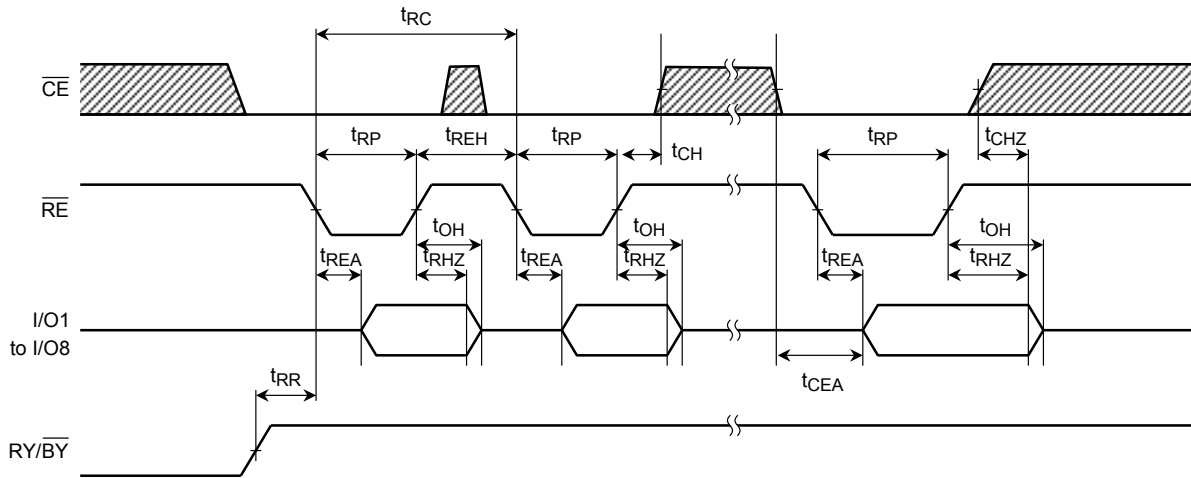 tRC
CE
tRP
tREH
tRP
tCH
tRP
tCHZ
RE
tOH
tOH
tOH
tREA
tRHZ
tREA
tRHZ
tREA
tRHZ
I/O1
to I/O8
tRR
tCEA
RY/BY